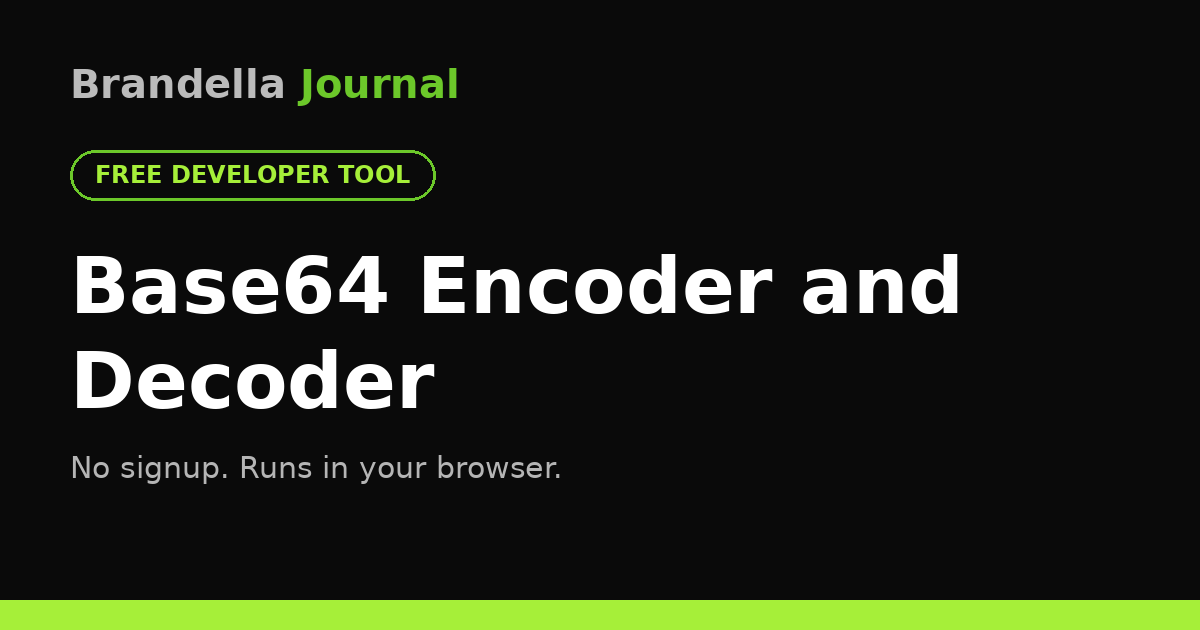 Brandella Journal
FREE DEVELOPER TOOL
Base64 Encoder and
Decoder
No signup. Runs in your browser.